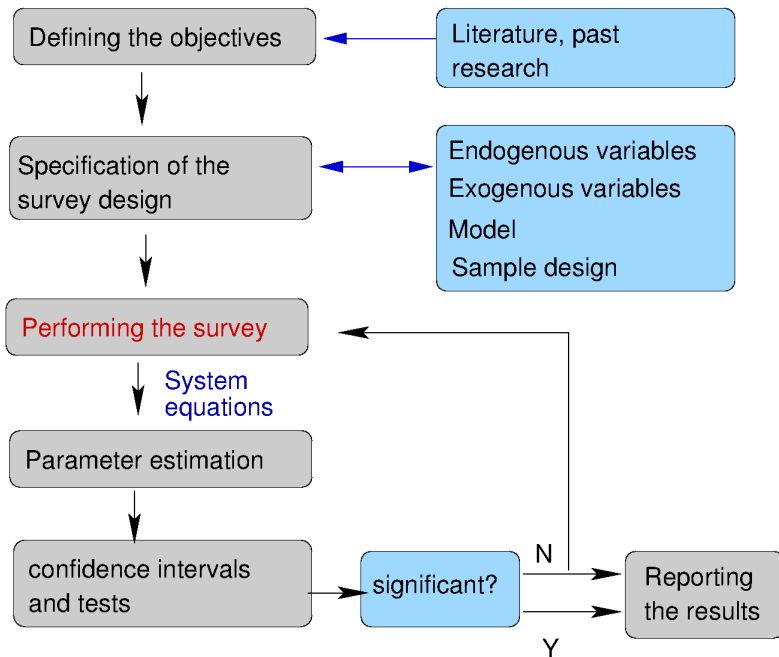 Defining the objectives
Literature, past
research
Specification of the
survey design
Endogenous variables
Exogenous variables
Model
Sample design
Performing the survey
System
equations
Parameter estimation
confidence intervals
and tests
significant?
N
Y
Reporting
the results